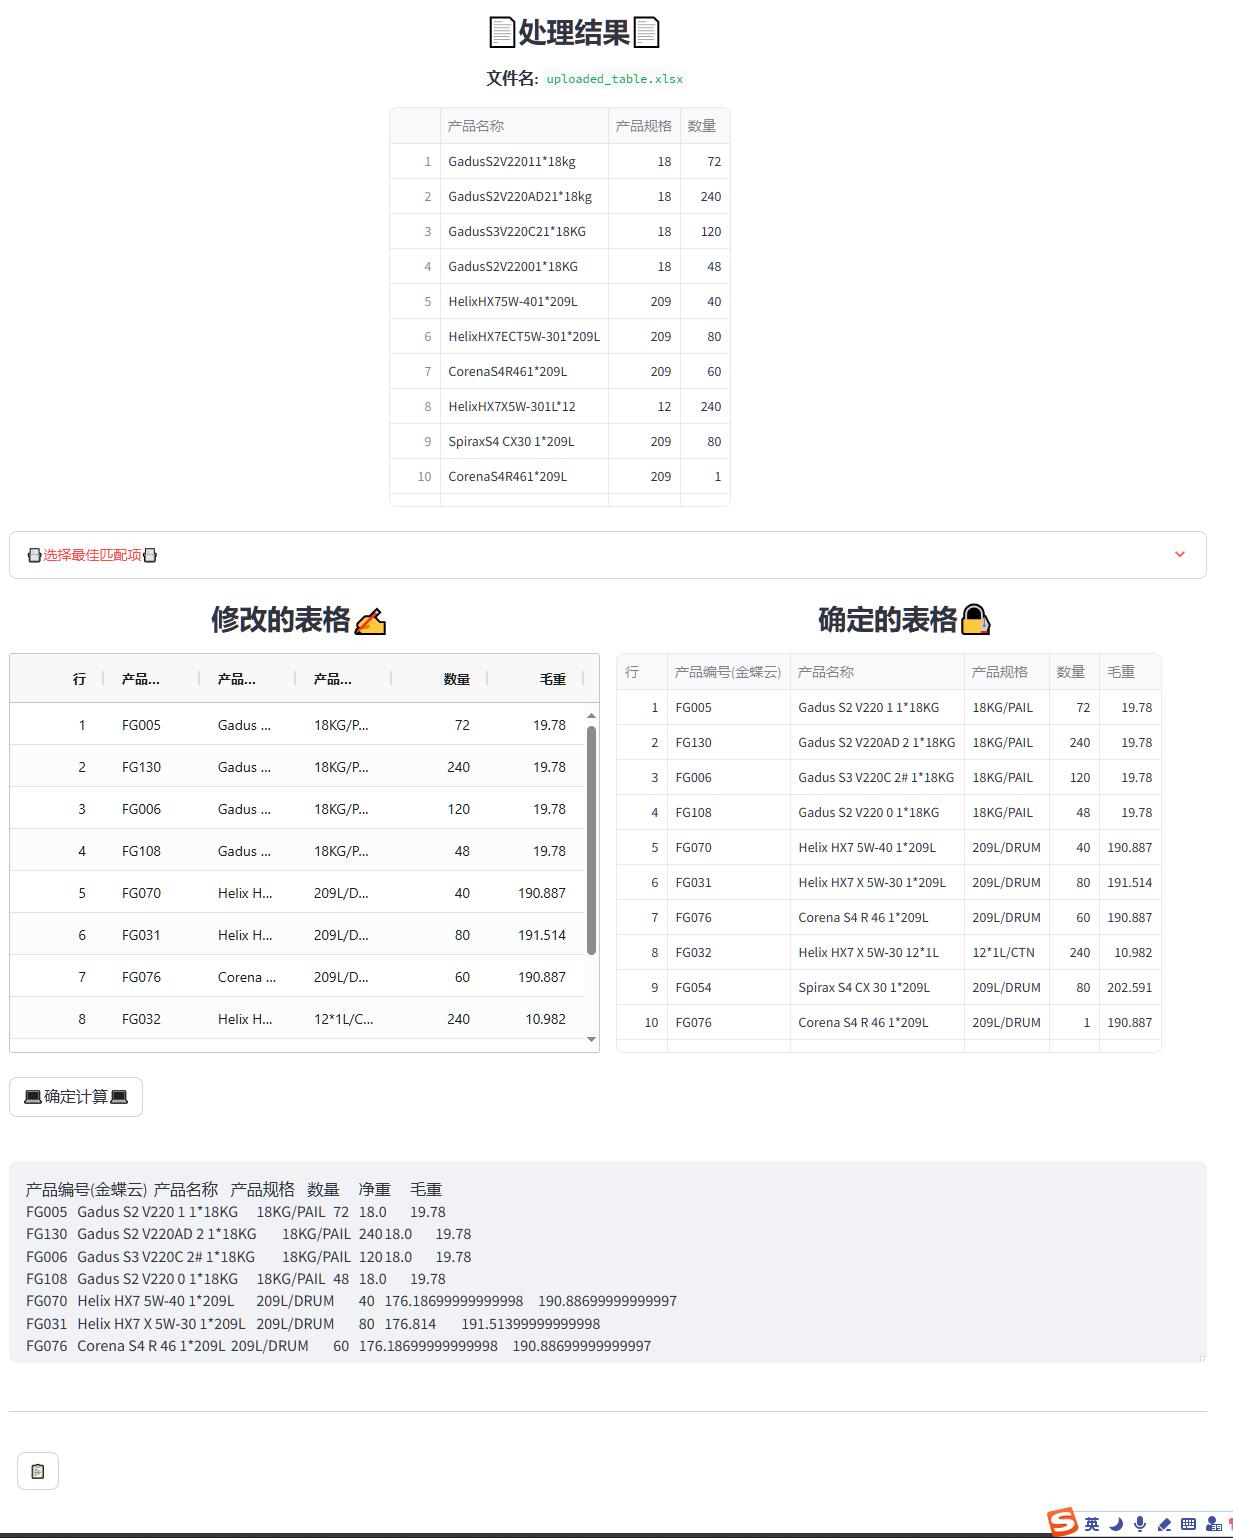 处理结果
文件名: uploaded_table.xlsx
产品名称 产品规格 数量
1 GadusS2V22011*18kg 18 72
2 GadusS2V220AD21*18kg 18 240
3 GadusS3V220C21*18KG 18 120
4 GadusS2V22001*18KG 18 48
5 HelixHX75W-401*209L 209 40
6 HelixHX7ECT5W-301*209L 209 80
7 CorenaS4R461*209L 209 60
8 HelixHX7X5W-301L*12 12 240
9 SpiraxS4 CX30 1*209L 209 80
10 CorenaS4R461*209L 209 1
选择最佳匹配项
修改的表格
行 产品... 产品... 产品... 数量 毛重
1 FG005 Gadus ... 18KG/P... 72 19.78
2 FG130 Gadus ... 18KG/P... 240 19.78
3 FG006 Gadus ... 18KG/P... 120 19.78
4 FG108 Gadus ... 18KG/P... 48 19.78
5 FG070 Helix H... 209L/D... 40 190.887
6 FG031 Helix H... 209L/D... 80 191.514
7 FG076 Corena ... 209L/D... 60 190.887
8 FG032 Helix H... 12*1L/C... 240 10.982
确定的表格
行 产品编号(金蝶云) 产品名称 产品规格 数量 毛重
1 FG005 Gadus S2 V220 1 1*18KG 18KG/PAIL 72 19.78
2 FG130 Gadus S2 V220AD 2 1*18KG 18KG/PAIL 240 19.78
3 FG006 Gadus S3 V220C 2# 1*18KG 18KG/PAIL 120 19.78
4 FG108 Gadus S2 V220 0 1*18KG 18KG/PAIL 48 19.78
5 FG070 Helix HX7 5W-40 1*209L 209L/DRUM 40 190.887
6 FG031 Helix HX7 X 5W-30 1*209L 209L/DRUM 80 191.514
7 FG076 Corena S4 R 46 1*209L 209L/DRUM 60 190.887
8 FG032 Helix HX7 X 5W-30 12*1L 12*1L/CTN 240 10.982
9 FG054 Spirax S4 CX 30 1*209L 209L/DRUM 80 202.591
10 FG076 Corena S4 R 46 1*209L 209L/DRUM 1 190.887
确定计算
产品编号(金蝶云) 产品名称 产品规格 数量 净重 毛重
FG005 Gadus S2 V220 1 1*18KG 18KG/PAIL 72 18.0 19.78
FG130 Gadus S2 V220AD 2 1*18KG 18KG/PAIL 240 18.0 19.78
FG006 Gadus S3 V220C 2# 1*18KG 18KG/PAIL 120 18.0 19.78
FG108 Gadus S2 V220 0 1*18KG 18KG/PAIL 48 18.0 19.78
FG070 Helix HX7 5W-40 1*209L 209L/DRUM 40 176.18699999999998 190.88699999999997
FG031 Helix HX7 X 5W-30 1*209L 209L/DRUM 80 176.814 191.51399999999998
FG076 Corena S4 R 46 1*209L 209L/DRUM 60 176.18699999999998 190.88699999999997
S 英